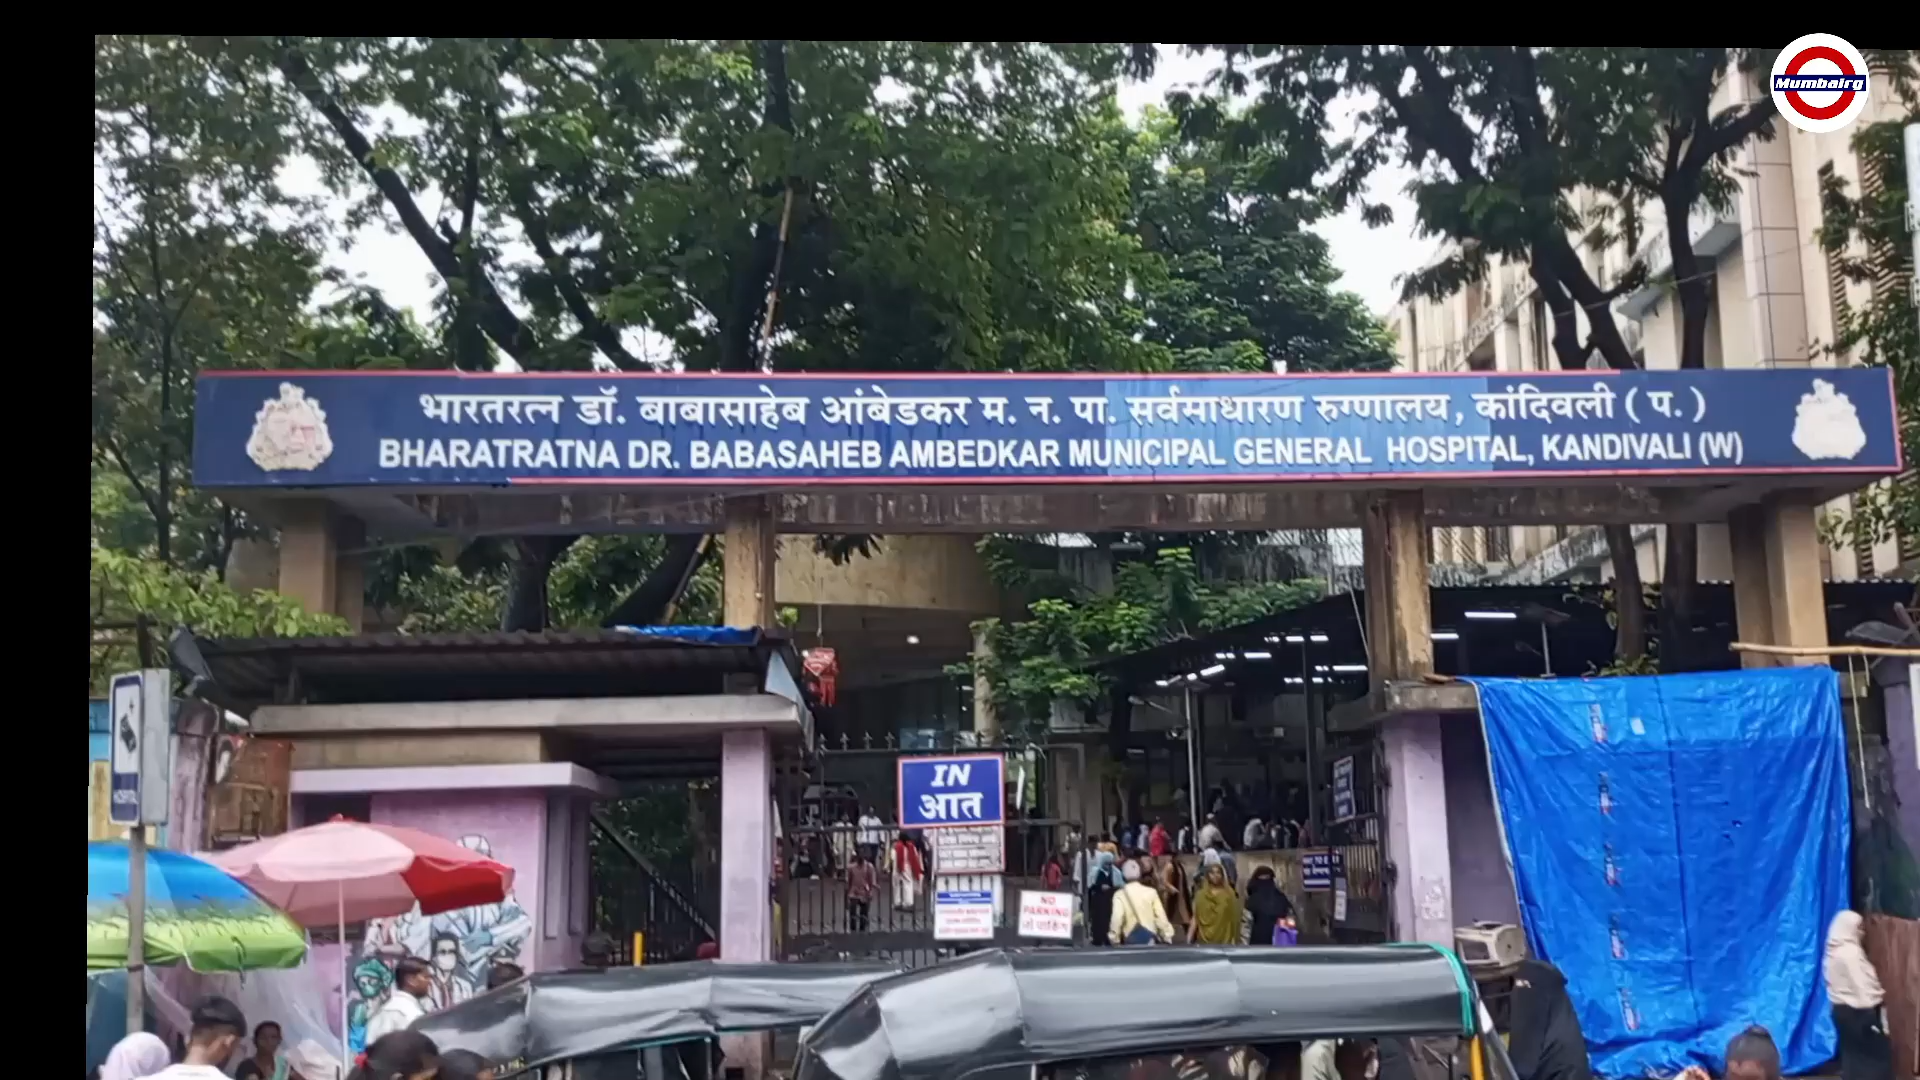 Mumbairg
भारतरत्न डॉ. बाबासाहेब आंबेडकर म. न. पा. सर्वसाधारण रुग्णालय, कांदिवली ( प. )
BHARATRATNA DR. BABASAHEB AMBEDKAR MUNICIPAL GENERAL HOSPITAL, KANDIVALI (W)
HOSPITAL
IN
आत
NO
PARKING
नो पार्किंग